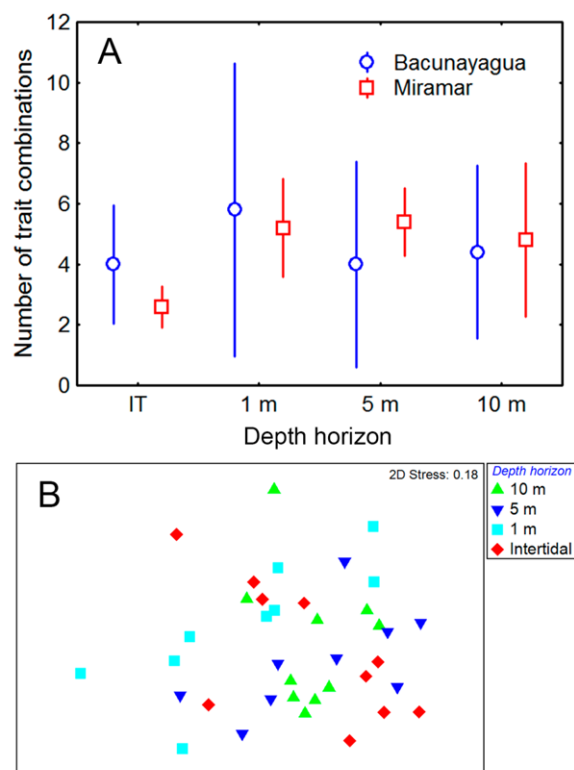 A
Bacunayagua
Miramar
Number of trait combinations
12
10
8
6
4
2
0
IT 1 m 5 m 10 m
Depth horizon
B
2D Stress: 0.18
Depth horizon
10 m
5 m
1 m
Intertidal